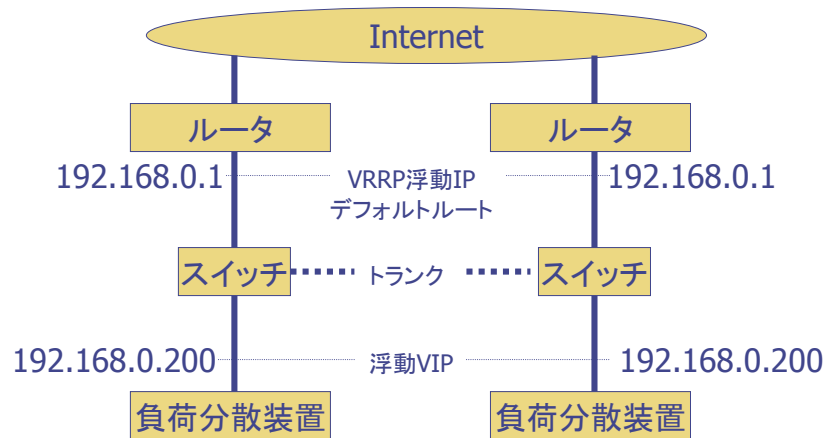 Internet
ルータ
ルータ
192.168.0.1
VRRP浮動IP
192.168.0.1
デフォルトルート
スイッチ
トランク
スイッチ
192.168.0.200
浮動VIP
192.168.0.200
負荷分散装置
負荷分散装置